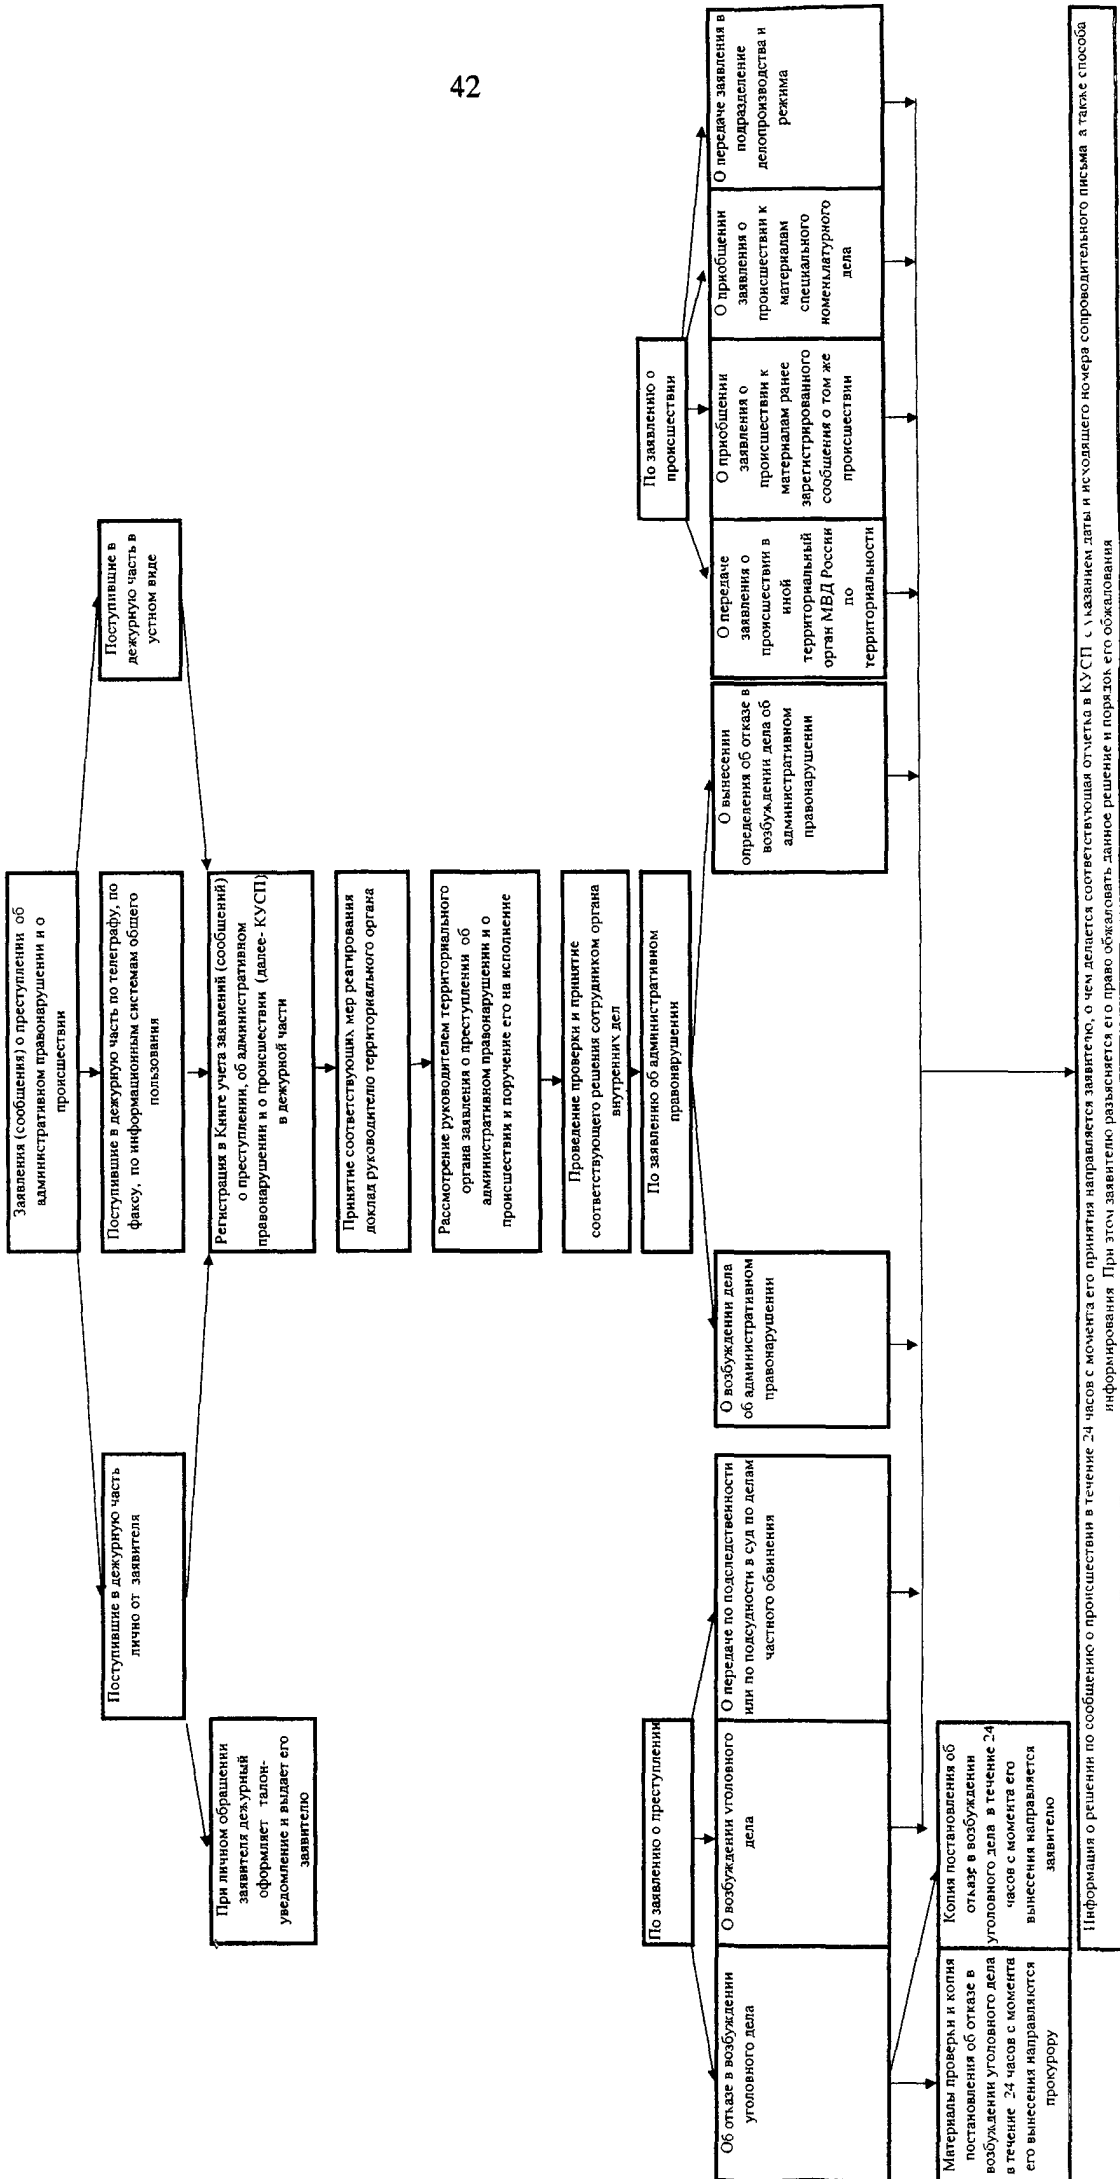 42
Заявления (сообщения) о преступлении об
административном правонарушении и о
происшествии
Поступившие в дежурную часть
лично от заявителя
Поступившие в дежурную часть по телеграфу, по
факсу, по информационным системам общего
пользования
Поступившие в
дежурную часть в
устном виде
При личном обращении
заявителя дежурный
оформляет талон-
уведомление и выдает его
заявителю
Регистрация в Книге учета заявлений (сообщений)
о преступлении, об административном
правонарушении и о происшествии (далее- КУСП)
в дежурной части
Принятие соответствующих мер реагирования
доклад руководителю территориального органа
Рассмотрение руководителем территориального
органа заявления о преступлении об
административном правонарушении и о
происшествии и поручение его на исполнение
Проведение проверки и принятие
соответствующего решения сотрудником органа
внутренних дел
По заявлению о преступлении
По заявлению об административном
правонарушении
По заявлению о
происшествии
Об отказе в возбуждении
уголовного дела
О возбуждении уголовного
дела
О передаче по подследственности
или по подсудности в суд по делам
частного обвинения
О возбуждении дела
об административном
правонарушении
О вынесении
определения об отказе в
возбуждении дела об
административном
правонарушении
О передаче
заявления о
происшествии в
иной
территориальный
орган МВД России
по
территориальности
О приобщении
заявления о
происшествии к
материалам ранее
зарегистрированного
сообщения о том же
происшествии
О приобщении
заявления о
происшествии к
материалам
специального
номенклатурного
дела
О передаче заявления в
подразделение
делопроизводства и
режима
Материалы проверки и копия
постановления об отказе в
возбуждении уголовного дела
в течение 24 часов с момента
его вынесения направляются
прокурору
Копия постановления об
отказе в возбуждении
уголовного дела в течение 24
часов с момента его
вынесения направляется
заявителю
Информация о решении по сообщению о происшествии в течение 24 часов с момента его принятия направляется заявителю, о чем делается соответствующая отметка в КУСП с указанием даты и исходящего номера сопроводительного письма а также способа
информирования При этом заявителю разъясняется его право обжаловать данное решение и порядок его обжалования